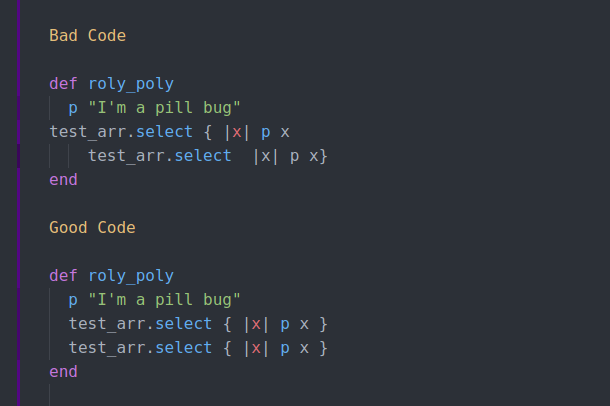 Bad Code
def roly_poly
  p "I'm a pill bug"
test_arr.select { |x| p x
    test_arr.select  |x| p x}
end
Good Code
def roly_poly
  p "I'm a pill bug"
  test_arr.select { |x| p x }
  test_arr.select { |x| p x }
end